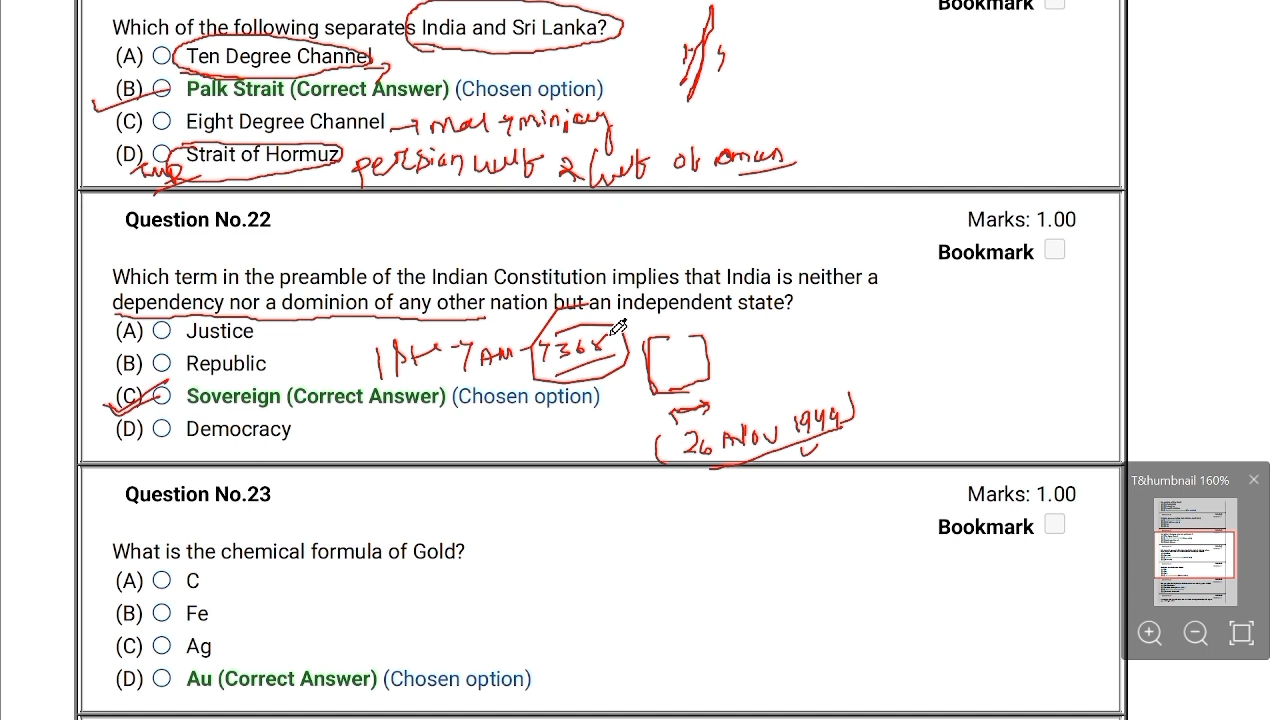 Bookmark
Which of the following separates India and Sri Lanka?
(A) Ten Degree Channel
(B) Palk Strait (Correct Answer) (Chosen option)
(C) Eight Degree Channel → mal
(D) Strait of Hormuz persian of oman
Question No.22 Marks: 1.00
Bookmark
Which term in the preamble of the Indian Constitution implies that India is neither a
dependency nor a dominion of any other nation but an independent state?
(A) Justice
(B) Republic
(C) Sovereign (Correct Answer) (Chosen option)
26 NOV 1949
(D) Democracy
Question No.23 Marks: 1.00
Bookmark
What is the chemical formula of Gold?
(A) C
(B) Fe
(C) Ag
(D) Au (Correct Answer) (Chosen option)
T&humbnail 160%